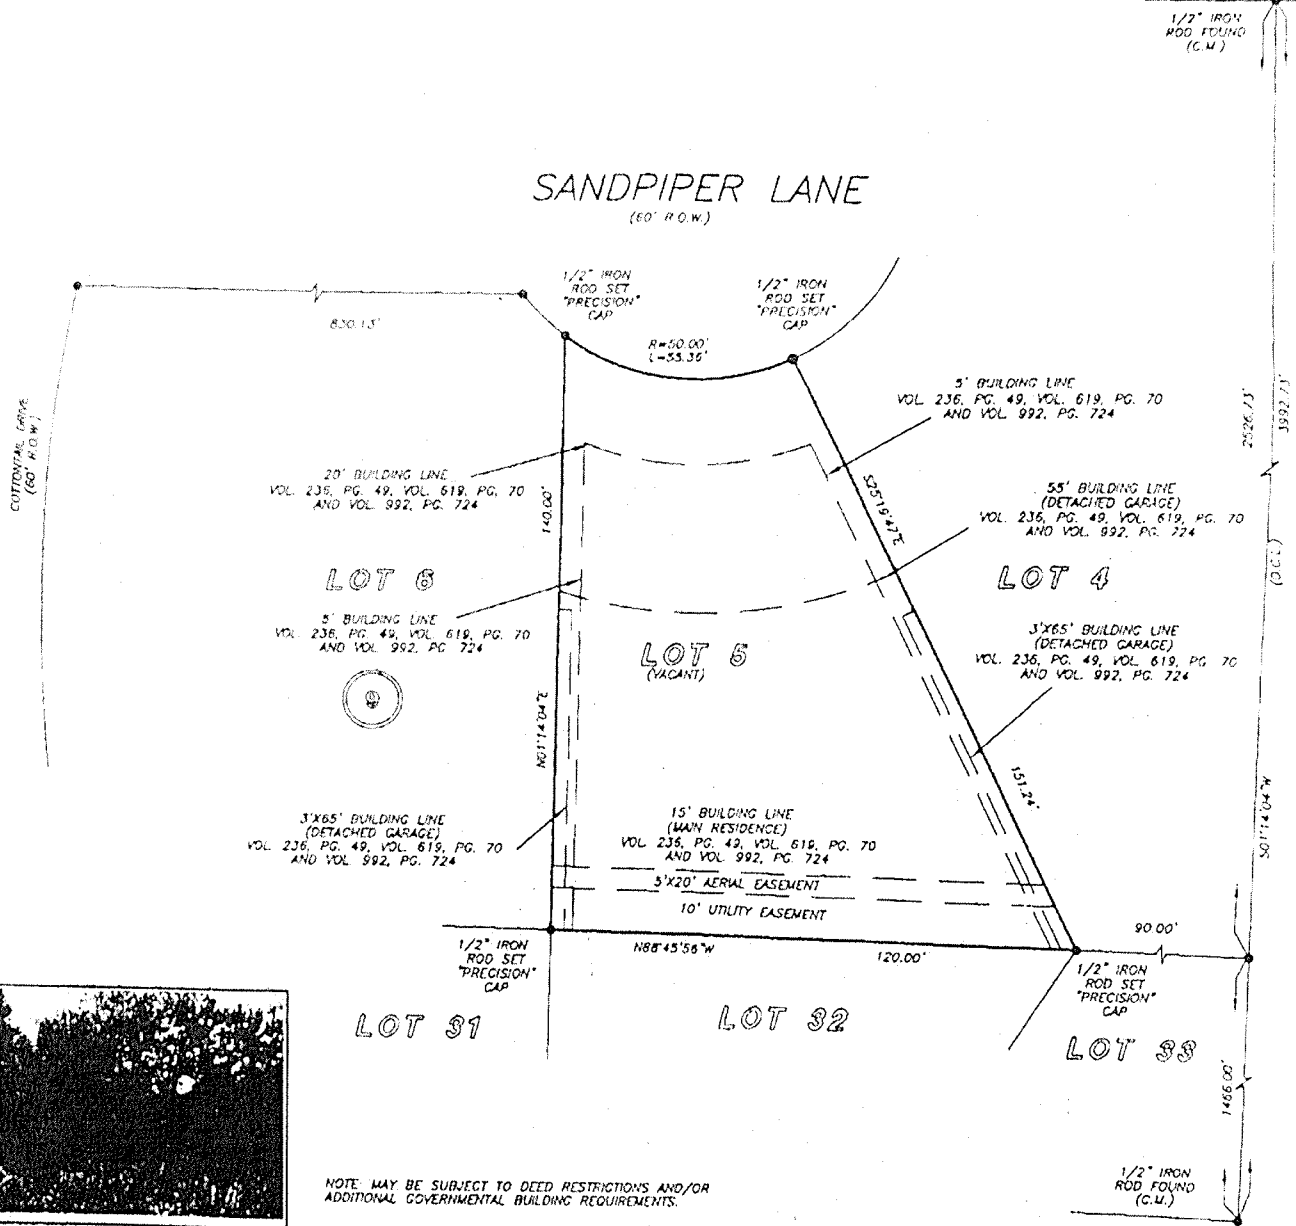 1/2" IRON
ROD FOUND
(C.M.)
SANDPIPER LANE
(60' R.O.W.)
1/2" IRON
ROD SET
"PRECISION"
CAP
1/2" IRON
ROD SET
"PRECISION"
CAP
830.13'
R=50.00'
L=55.36'
COTTONTAIL DRIVE
(60' R.O.W.)
5' BUILDING LINE
VOL. 236, PG. 49, VOL. 619, PG. 70
AND VOL. 992, PG. 724
2526.73'
3992.73'
20' BUILDING LINE
VOL. 236, PG. 49, VOL. 619, PG. 70
AND VOL. 992, PG. 724
140.00'
S25°19'47"E
55' BUILDING LINE
(DETACHED GARAGE)
VOL. 236, PG. 49, VOL. 619, PG. 70
AND VOL. 992, PG. 724
LOT 6
LOT 4
5' BUILDING LINE
VOL. 236, PG. 49, VOL. 619, PG. 70
AND VOL. 992, PG. 724
LOT 5
(VACANT)
3'X65' BUILDING LINE
(DETACHED GARAGE)
VOL. 236, PG. 49, VOL. 619, PG 70
AND VOL. 992, PG. 724
N01°14'04"E
151.24'
3'X65' BUILDING LINE
(DETACHED GARAGE)
VOL. 236, PG. 49, VOL. 619, PG. 70
AND VOL. 992, PG. 724
15' BUILDING LINE
(MAIN RESIDENCE)
VOL. 236, PG. 49, VOL. 619, PG. 70
AND VOL. 992, PG. 724
S01°14'04"W
5'X20' AERIAL EASEMENT
10' UTILITY EASEMENT
90.00'
N88°45'56"W
120.00'
1/2" IRON
ROD SET
"PRECISION"
CAP
1/2" IRON
ROD SET
"PRECISION"
CAP
LOT 31
LOT 32
LOT 33
1466.00'
NOTE: MAY BE SUBJECT TO DEED RESTRICTIONS AND/OR
ADDITIONAL GOVERNMENTAL BUILDING REQUIREMENTS.
1/2" IRON
ROD FOUND
(C.M.)